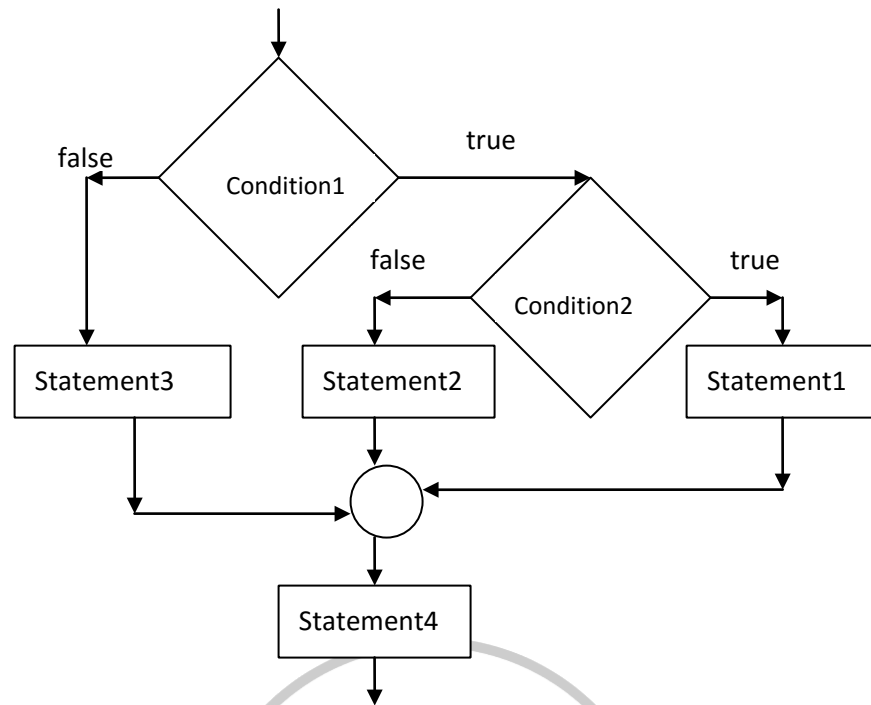 true
false
Condition1
false
true
Condition2
Statement3
Statement2
Statement1
Statement4